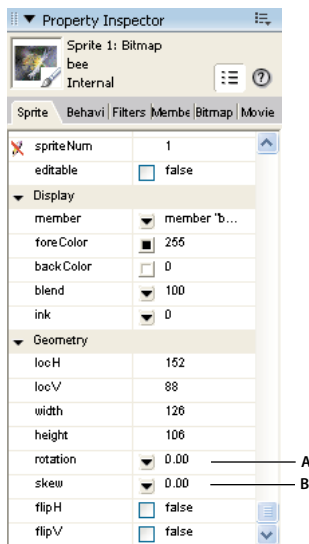 Property Inspector
Sprite 1: Bitmap
bee
Internal
Sprite Behavi Filters Membe Bitmap Movie
spriteNum 1
editable false
Display
member member "b...
foreColor 255
backColor 0
blend 100
ink 0
Geometry
locH 152
locV 88
width 126
height 106
rotation 0.00 A
skew 0.00 B
flipH false
flipV false